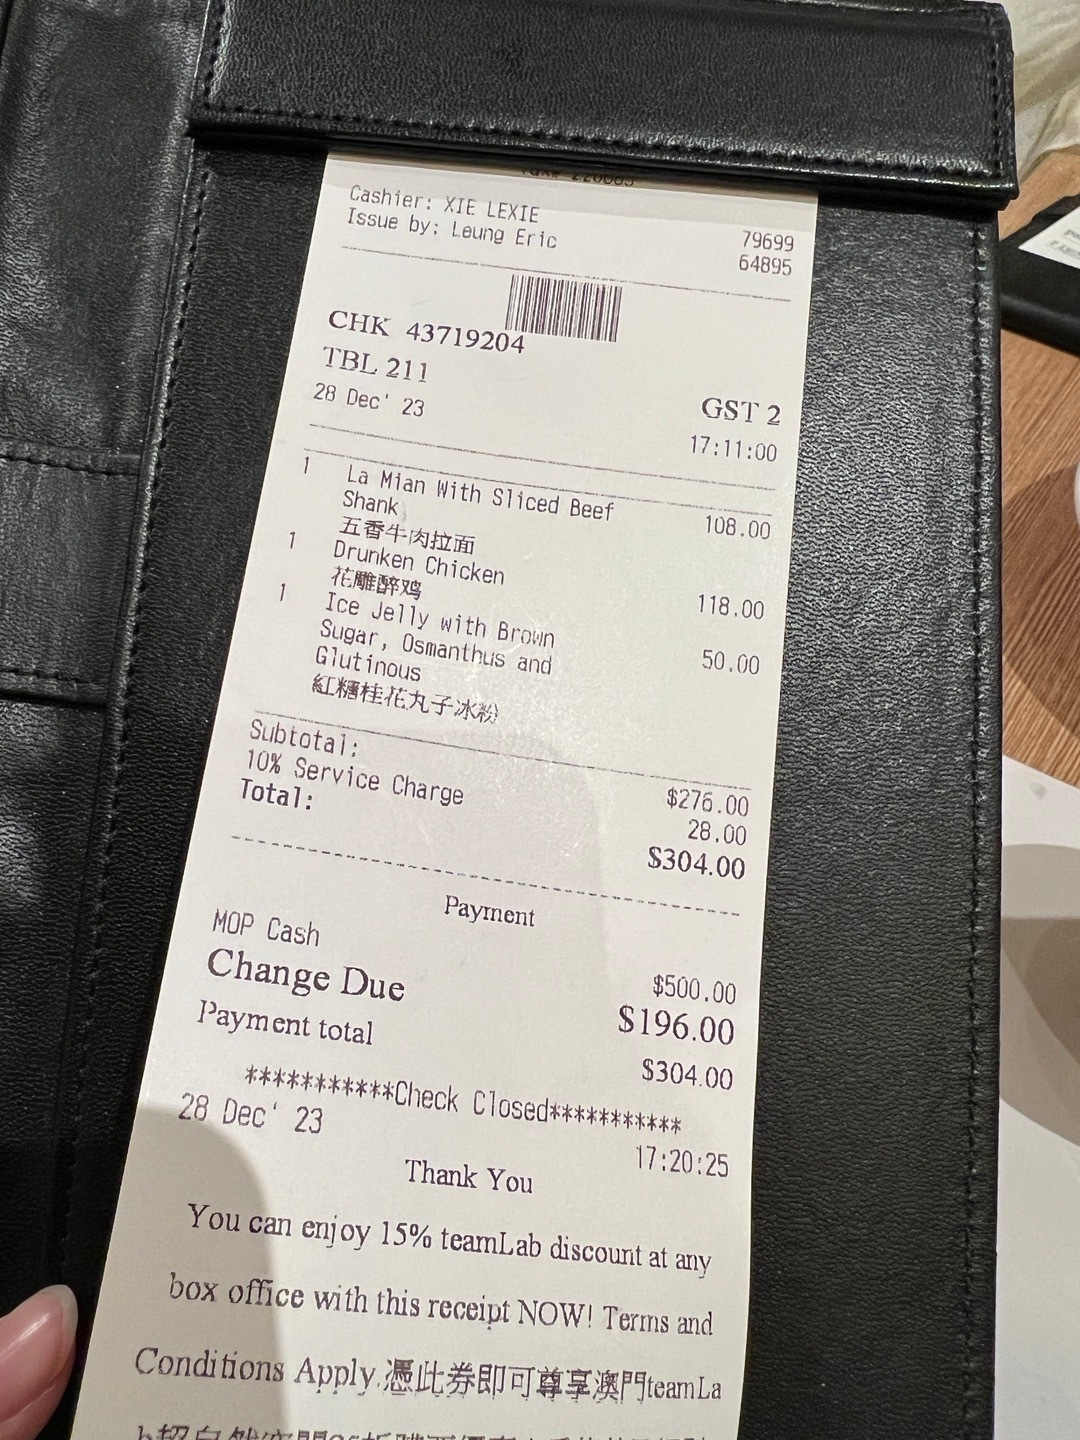 Cashier: XIE LEXIE 79699
Issue by: Leung Eric 64895
CHK 43719204
TBL 211 GST 2
28 Dec' 23 17:11:00
1 La Mian With Sliced Beef 108.00
Shank
五香牛肉拉面
1 Drunken Chicken 118.00
花雕醉鸡
1 Ice Jelly with Brown 50.00
Sugar, Osmanthus and
Glutinous
紅糖桂花丸子冰粉
Subtotal: $276.00
10% Service Charge 28.00
Total: $304.00
Payment
MOP Cash $500.00
Change Due $196.00
Payment total $304.00
***********Check Closed***********
28 Dec' 23 17:20:25
Thank You
You can enjoy 15% teamLab discount at any
box office with this receipt NOW! Terms and
Conditions Apply.憑此券即可尊享澳門teamLa